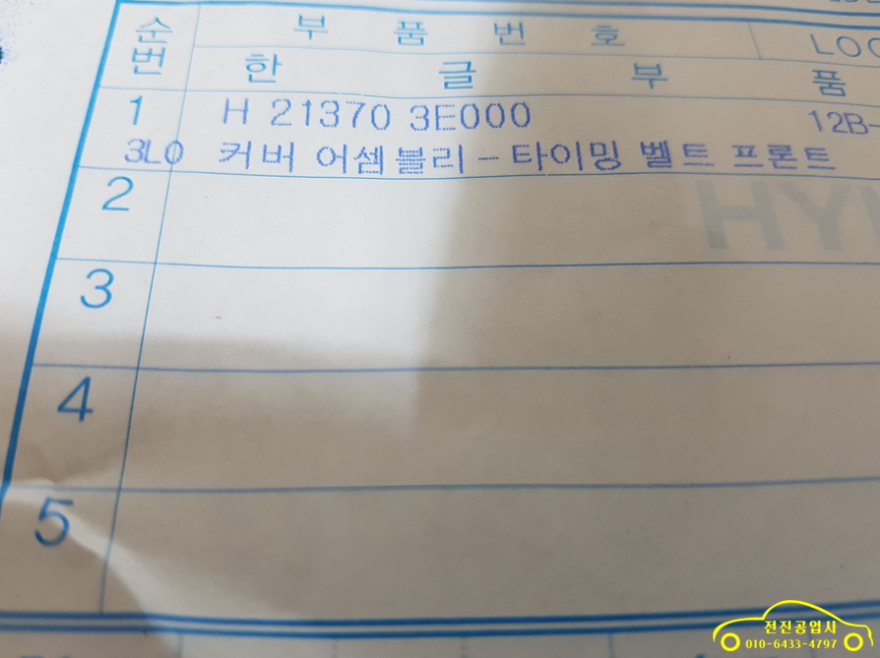 순번 부 품 번 호 LOC
한 글 부 품
1 H 21370 3E000 12B-
3L0 커버 어셈블리-타이밍 벨트 프론트
2
HY
3
4
5
전진공업사
010-6433-4797